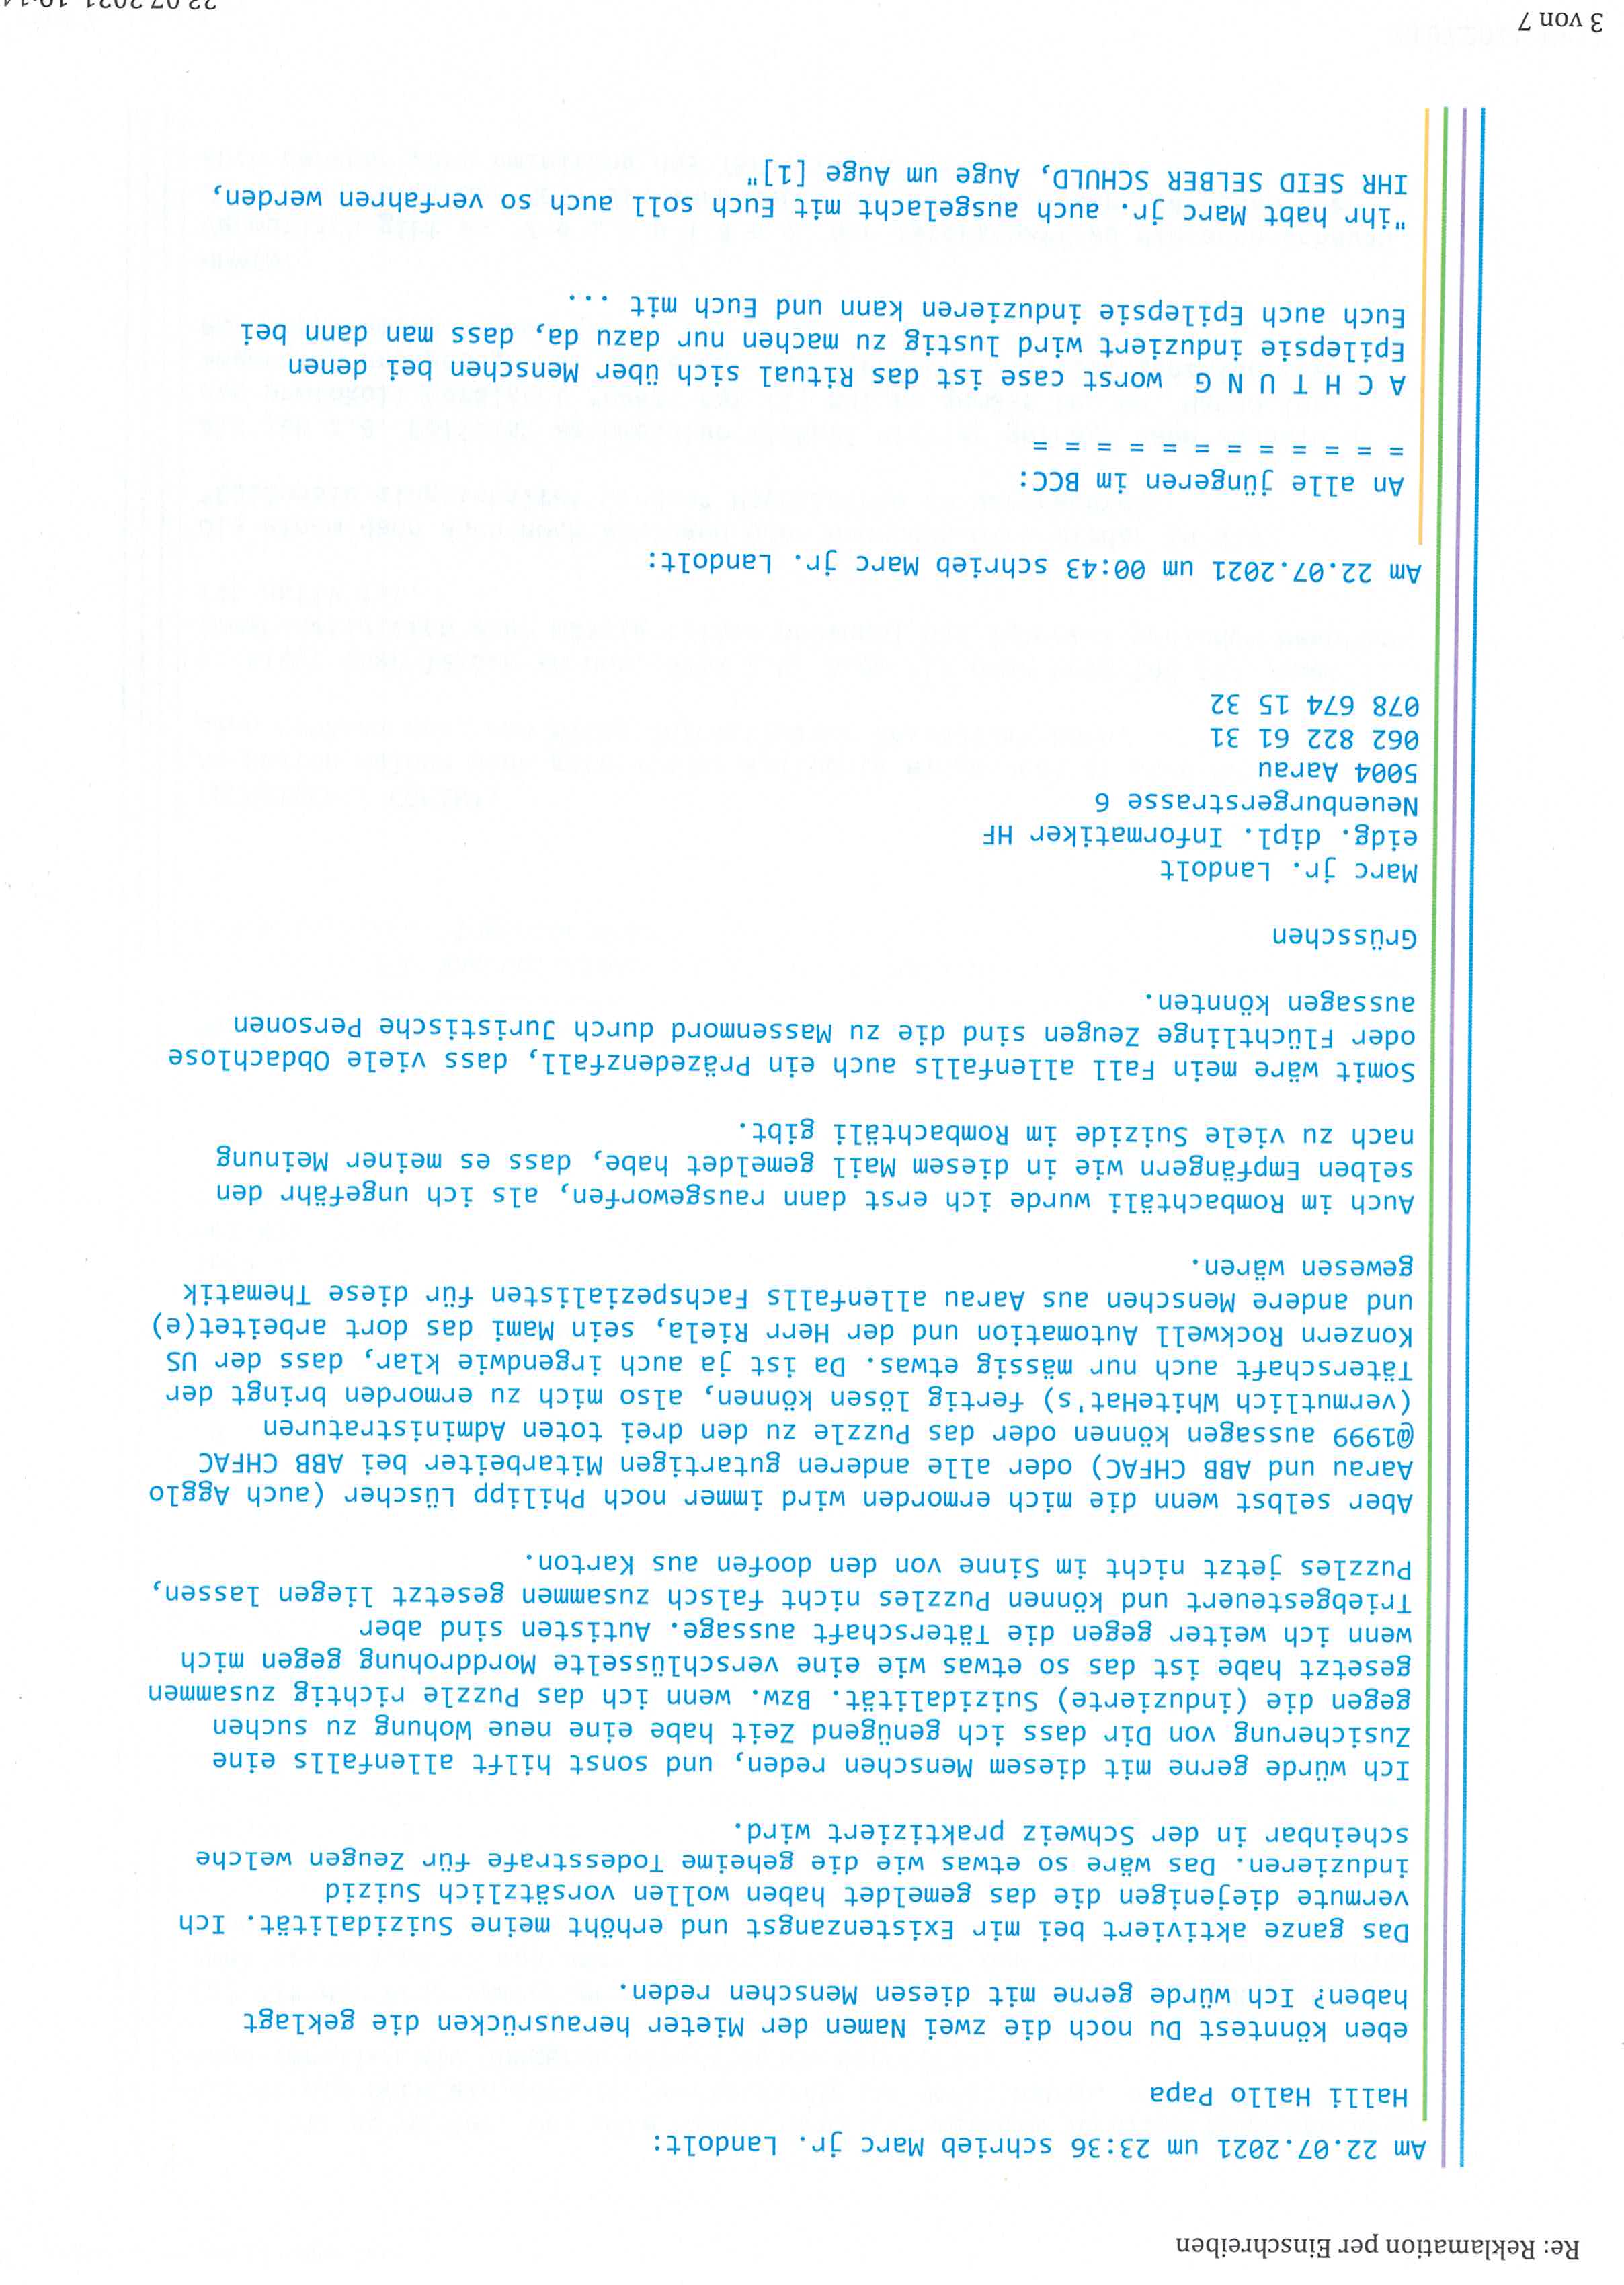 Re: Reklamation per Einschreiben
Am 22.07.2021 um 23:36 schrieb Marc jr. Landolt:
Halli Hallo Papa
eben könntest Du noch die zwei Namen der Mieter herausrücken die geklagt
haben? Ich würde gerne mit diesen Menschen reden.
Das ganze aktiviert bei mir Existenzangst und erhöht meine Suizidalität. Ich
vermute diejenigen die das gemeldet haben wollen vorsätzlich Suizid
induzieren. Das wäre so etwas wie die geheime Todesstrafe für Zeugen welche
scheinbar in der Schweiz praktiziert wird.
Ich würde gerne mit diesem Menschen reden, und sonst hilft allenfalls eine
Zusicherung von Dir dass ich genügend Zeit habe eine neue Wohung zu suchen
gegen die (induzierte) Suizidalität. Bzw. wenn ich das Puzzle richtig zusammen
gesetzt habe ist das so etwas wie eine verschlüsselte Morddrohung gegen mich
wenn ich weiter gegen die Täterschaft aussage. Autisten sind aber
Triebgesteuert und können Puzzles nicht falsch zusammen gesetzt liegen lassen,
Puzzles jetzt nicht im Sinne von den doofen aus Karton.
Aber selbst wenn die mich ermorden wird immer noch Philipp Lüscher (auch Agglo
Aarau und ABB CHFAC) oder alle anderen gutartigen Mitarbeiter bei ABB CHFAC
@1999 aussagen können oder das Puzzle zu den drei toten Administraturen
(vermutlich WhiteHat's) fertig lösen können, also mich zu ermorden bringt der
Täterschaft auch nur mässig etwas. Da ist ja auch irgendwie klar, dass der US
Konzern Rockwell Automation und der Herr Riela, sein Mami das dort arbeitet(e)
und andere Menschen aus Aarau allenfalls Fachspezialisten für diese Thematik
gewesen wären.
Auch im Rombachtäli wurde ich erst dann rausgeworfen, als ich ungefähr den
selben Empfängern wie in diesem Mail gemeldet habe, dass es meiner Meinung
nach zu viele Suizide im Rombachtäli gibt.
Somit wäre mein Fall allenfalls auch ein Präzedenzfall, dass viele Obdachlose
oder Flüchtlinge Zeugen sind die zu Massenmord durch Juristische Personen
aussagen könnten.
Grüsschen
Marc jr. Landolt
eidg. dipl. Informatiker HF
Neuenburgerstrasse 6
5004 Aarau
062 822 61 31
078 674 15 32
Am 22.07.2021 um 00:43 schrieb Marc jr. Landolt:
An alle jüngeren im BCC:
= = = = = = = = = = = =
A C H T U N G worst case ist das Ritual sich über Menschen bei denen
Epilepsie induziert wird lustig zu machen nur dazu da, dass man dann bei
Euch auch Epilepsie induzieren kann und Euch mit ...
"ihr habt Marc jr. auch ausgelacht mit Euch soll auch so verfahren werden,
IHR SEID SELBER SCHULD, Auge um Auge [1]"
3 von 7